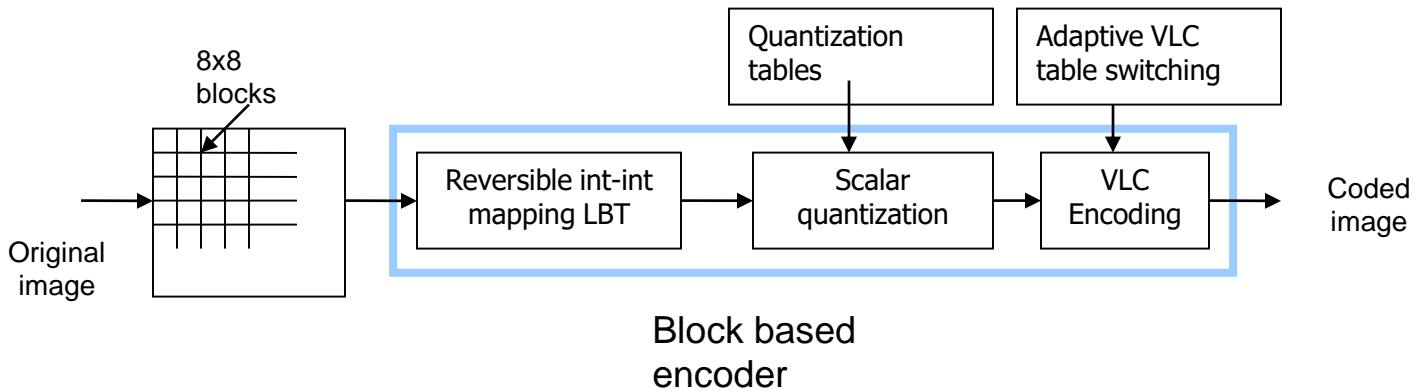 8x8
blocks
Quantization
tables
Adaptive VLC
table switching
Original
image
Reversible int-int
mapping LBT
Scalar
quantization
VLC
Encoding
Coded
image
Block based
encoder